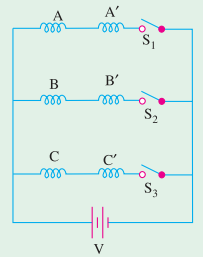 A A′ S₁
B B′ S₂
C C′ S₃
V